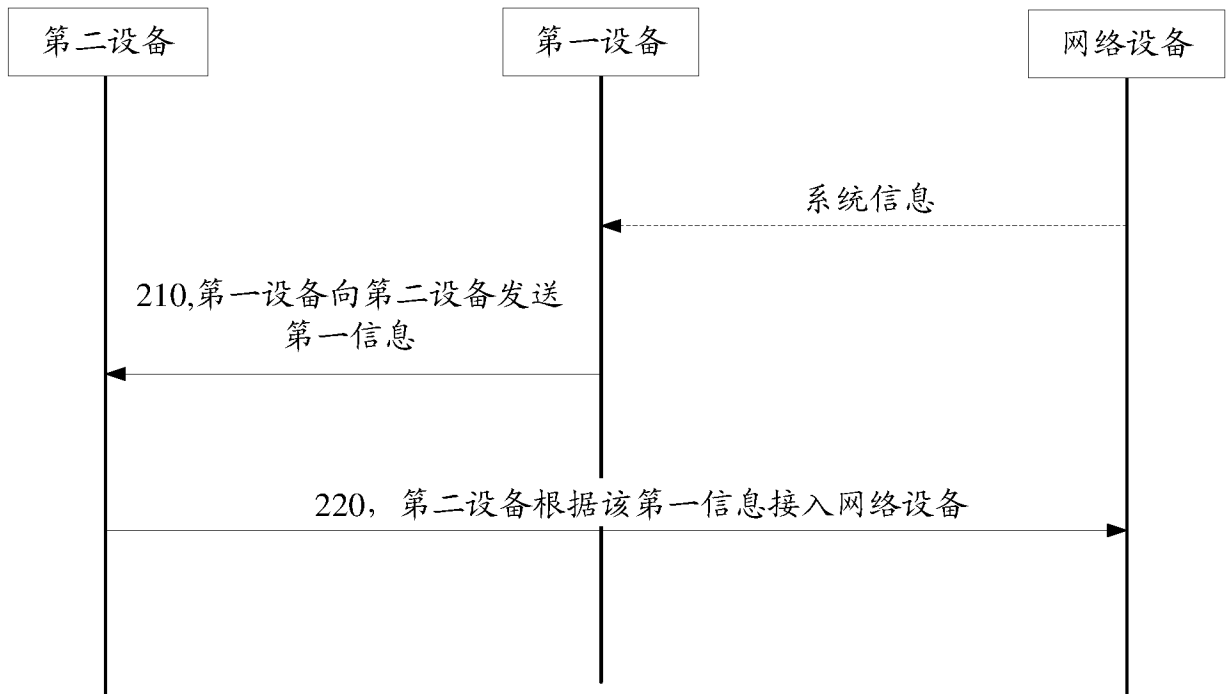 第二设备
第一设备
网络设备
系统信息
210,第一设备向第二设备发送
第一信息
220，第二设备根据该第一信息接入网络设备